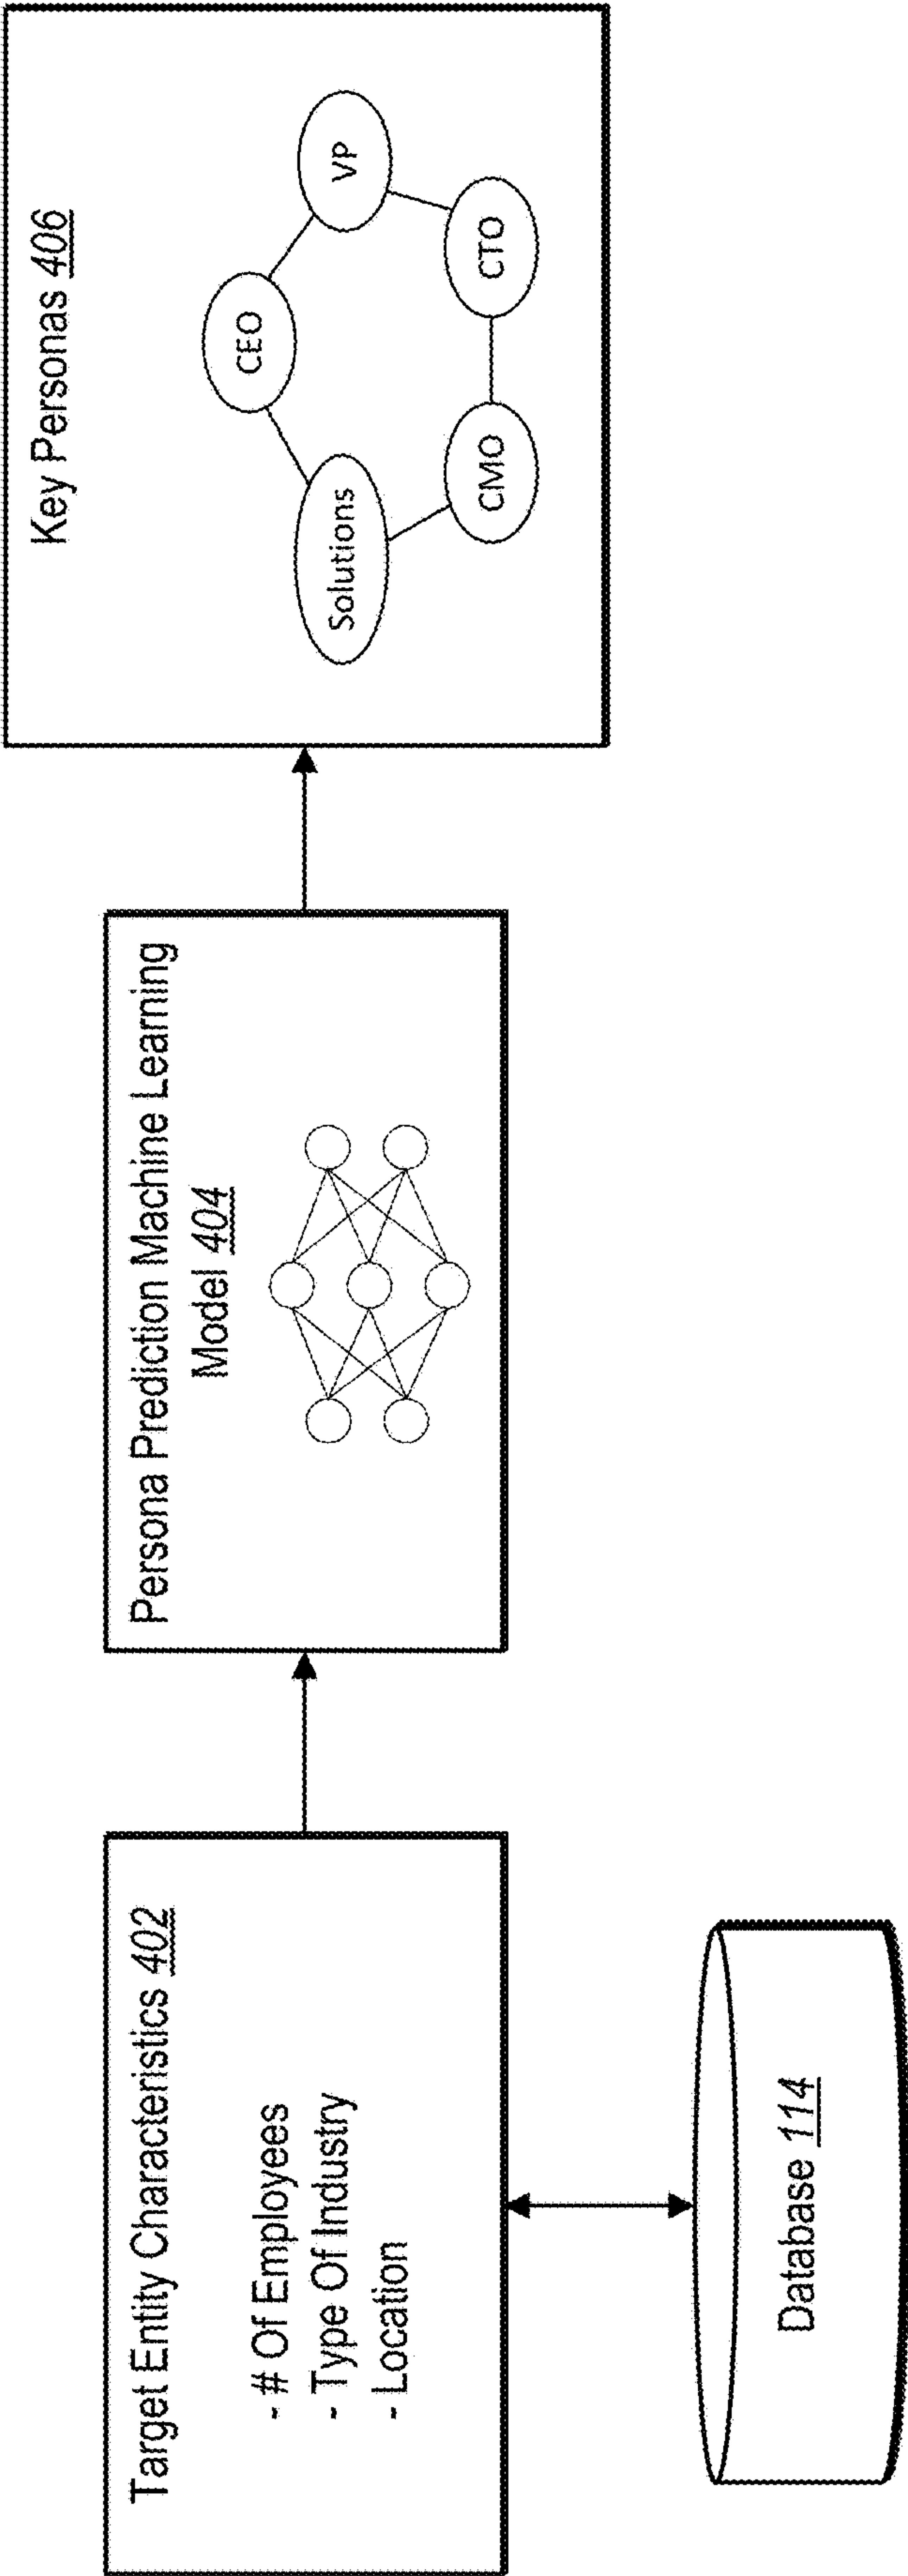 Target Entity Characteristics 402
- # Of Employees
- Type Of Industry
- Location
Database 114
Persona Prediction Machine Learning
Model 404
Key Personas 406
CEO
Solutions
VP
CMO
CTO